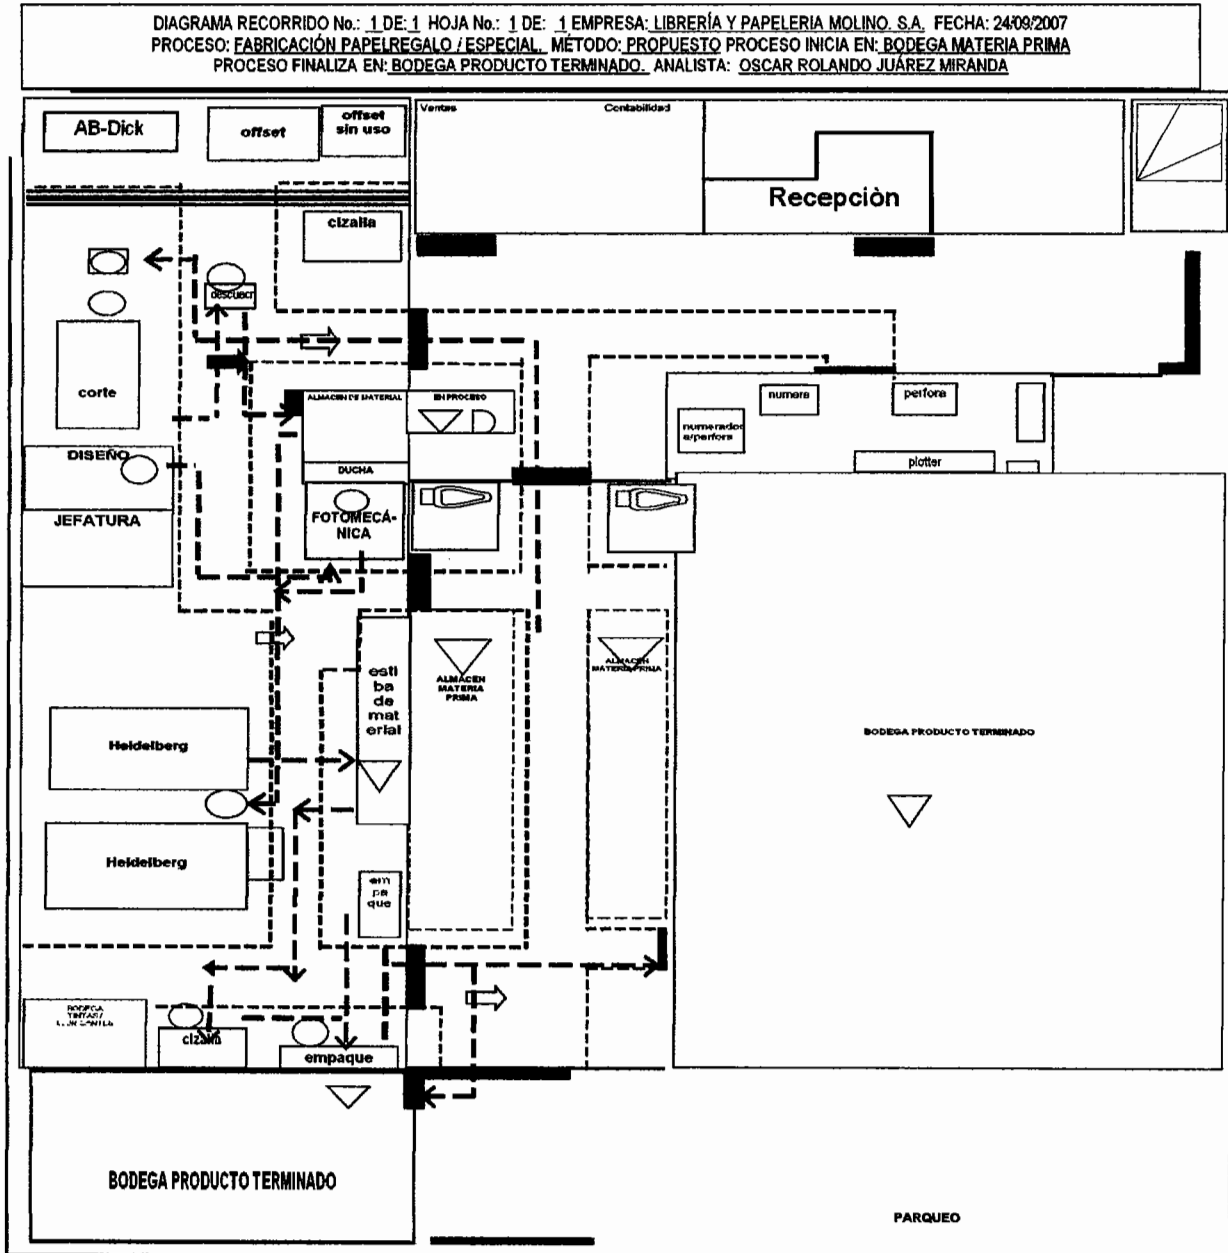 DIAGRAMA RECORRIDO No.: 1 DE: 1 HOJA No.: 1 DE: 1 EMPRESA: LIBRERÍA Y PAPELERIA MOLINO. S.A. FECHA: 24/09/2007
PROCESO: FABRICACIÓN PAPELREGALO / ESPECIAL. MÉTODO: PROPUESTO PROCESO INICIA EN: BODEGA MATERIA PRIMA
PROCESO FINALIZA EN: BODEGA PRODUCTO TERMINADO. ANALISTA: OSCAR ROLANDO JUÁREZ MIRANDA
AB-Dick
offset
offset
sin uso
Ventas
Contabilidad
Recepciòn
cizalla
descuacr
corte
ALMACEN DE MATERIAL
EN PROCESO
D
numera
perfora
numerador
a/perfora
plotter
DISEÑO
DUCHA
JEFATURA
FOTOMECÁ-
NICA
esti
ba
de
mat
erial
ALMACEN
MATERIA
PRIMA
ALMACEN
MATERIA PRIMA
Heidelberg
BODEGA PRODUCTO TERMINADO
Heidelberg
em
pa
que
BODEGA
TINTAS/
cizalla
empaque
BODEGA PRODUCTO TERMINADO
PARQUEO